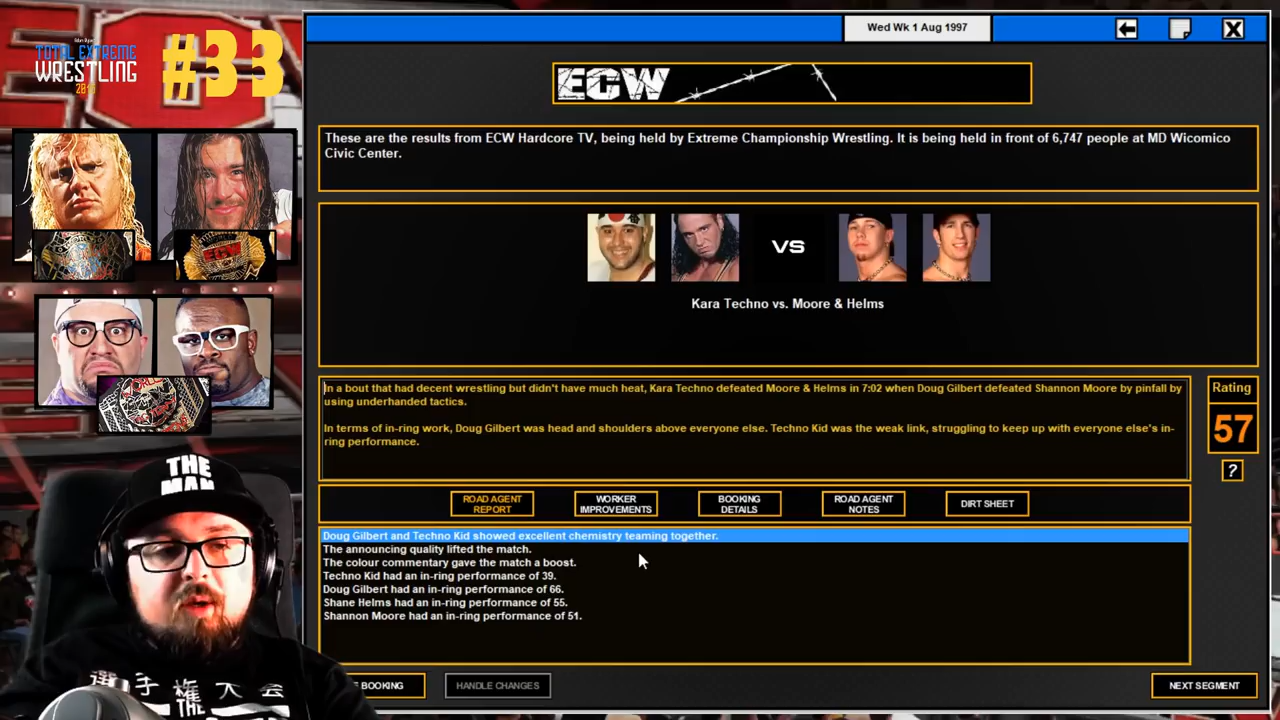 Wed Wk 1 Aug 1997
TOTAL EXTREME
WRESTLING
#33
ECW
These are the results from ECW Hardcore TV, being held by Extreme Championship Wrestling. It is being held in front of 6,747 people at MD Wicomico
Civic Center.
VS
Kara Techno vs. Moore & Helms
In a bout that had decent wrestling but didn't have much heat, Kara Techno defeated Moore & Helms in 7:02 when Doug Gilbert defeated Shannon Moore by pinfall by
using underhanded tactics.
In terms of in-ring work, Doug Gilbert was head and shoulders above everyone else. Techno Kid was the weak link, struggling to keep up with everyone else's in-
ring performance.
Rating
57
?
ROAD AGENT
REPORT
WORKER
IMPROVEMENTS
BOOKING
DETAILS
ROAD AGENT
NOTES
DIRT SHEET
Doug Gilbert and Techno Kid showed excellent chemistry teaming together.
The announcing quality lifted the match.
The colour commentary gave the match a boost.
Techno Kid had an in-ring performance of 39.
Doug Gilbert had an in-ring performance of 66.
Shane Helms had an in-ring performance of 55.
Shannon Moore had an in-ring performance of 51.
BOOKING
HANDLE CHANGES
NEXT SEGMENT
THE
MAN
選手権大会
THE